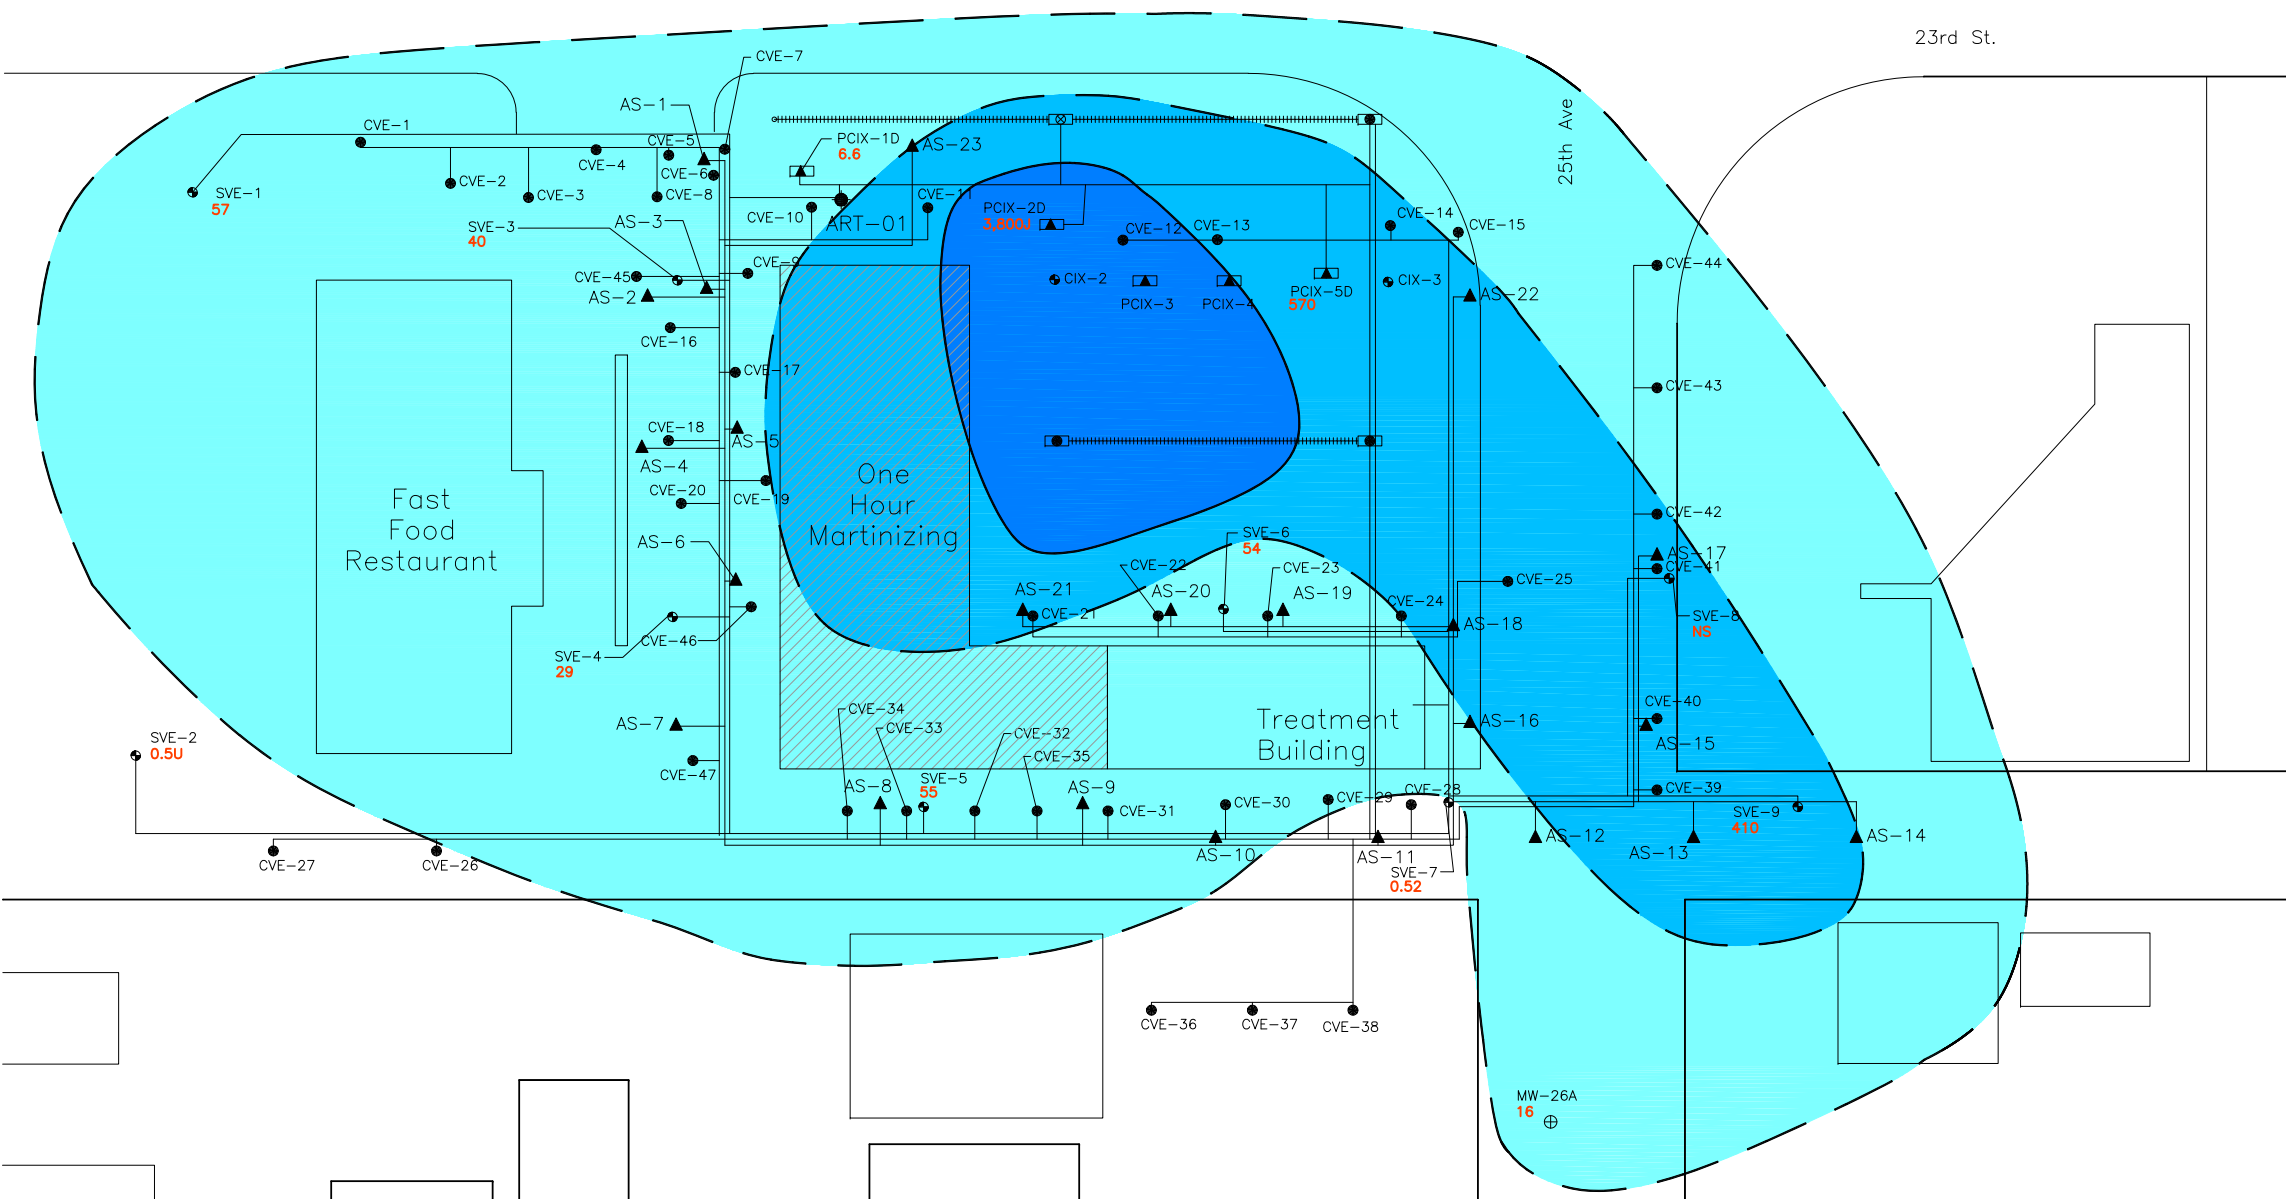 23rd St.
25th Ave
CVE-7
AS-1
CVE-1
CVE-5
CVE-4
CVE-6
CVE-2
CVE-3
CVE-8
SVE-1
57
PCIX-1D
6.6
AS-23
CVE-11
CVE-10
ART-01
AS-3
SVE-3
40
PCIX-2D
3,800J
CVE-12
CVE-13
CVE-14
CVE-15
CVE-45
CVE-9
AS-2
CIX-2
PCIX-3
PCIX-4
PCIX-5D
570
CIX-3
AS-22
CVE-44
CVE-16
CVE-17
CVE-43
CVE-18
AS-5
AS-4
CVE-20
CVE-19
One
Hour
Martinizing
Fast
Food
Restaurant
CVE-42
AS-17
CVE-41
AS-6
SVE-6
54
CVE-22
CVE-23
CVE-25
AS-21
CVE-21
AS-20
AS-19
CVE-24
AS-18
SVE-8
NS
CVE-46
SVE-4
29
CVE-40
AS-15
AS-7
CVE-34
CVE-33
CVE-32
CVE-35
Treatment
Building
AS-16
SVE-2
0.5U
CVE-47
AS-8
SVE-5
55
AS-9
CVE-31
CVE-30
CVE-29
CVE-28
CVE-39
SVE-9
410
CVE-27
CVE-26
AS-10
AS-11
SVE-7
0.52
AS-12
AS-13
AS-14
CVE-36
CVE-37
CVE-38
MW-26A
16